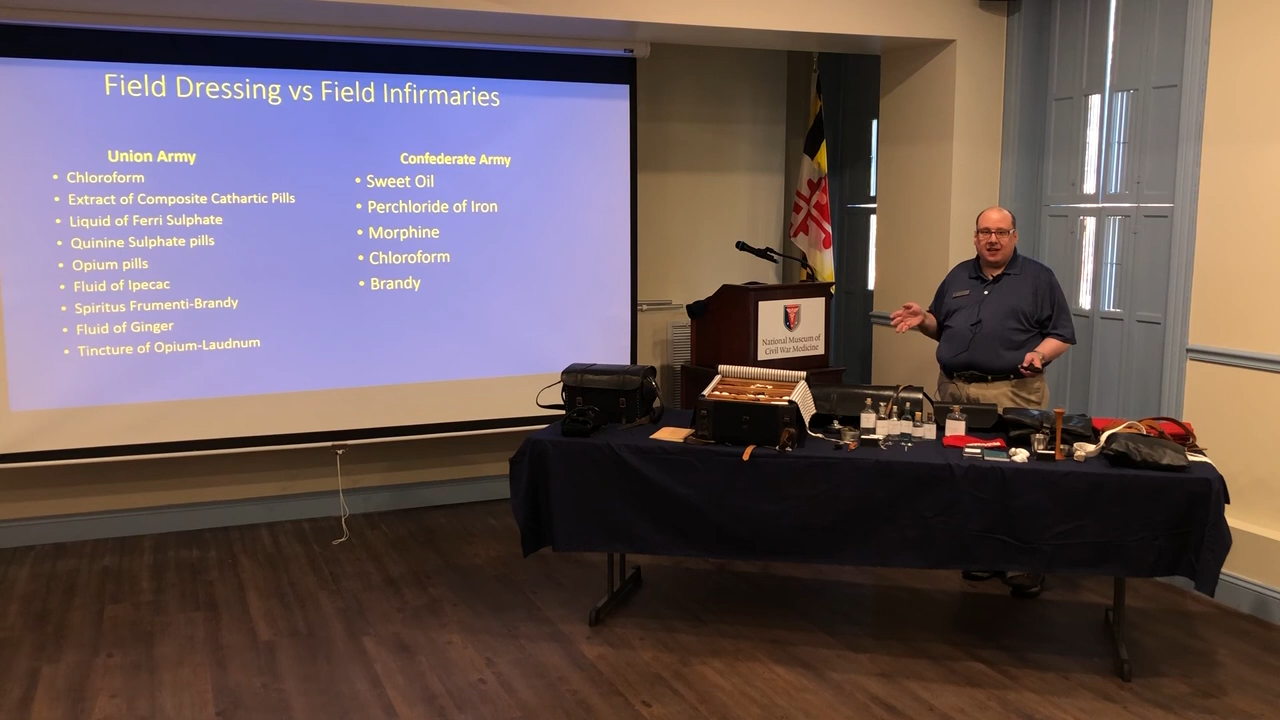 Field Dressing vs Field Infirmaries
Union Army
• Chloroform
• Extract of Composite Cathartic Pills
• Liquid of Ferri Sulphate
• Quinine Sulphate pills
• Opium pills
• Fluid of Ipecac
• Spiritus Frumenti-Brandy
• Fluid of Ginger
• Tincture of Opium-Laudnum
Confederate Army
• Sweet Oil
• Perchloride of Iron
• Morphine
• Chloroform
• Brandy
National Museum of
Civil War Medicine